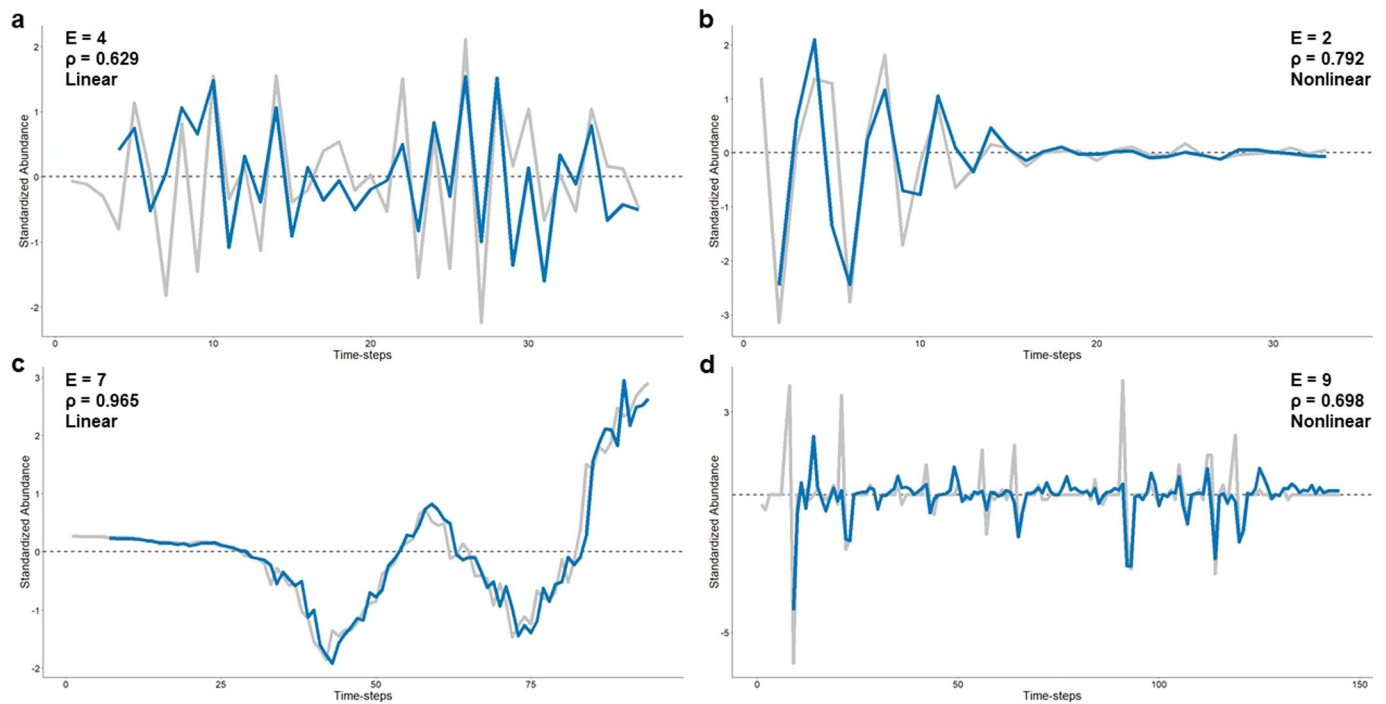 a
E = 4
ρ = 0.629
Linear
Standardized Abundance
2
1
0
-1
-2
0 10 20 30
Time-steps
b
E = 2
ρ = 0.792
Nonlinear
Standardized Abundance
2
1
0
-1
-2
-3
0 10 20 30
Time-steps
c
E = 7
ρ = 0.965
Linear
Standardized Abundance
3
2
1
0
-1
-2
0 25 50 75
Time-steps
d
E = 9
ρ = 0.698
Nonlinear
Standardized Abundance
3
-5
0 50 100 150
Time-steps